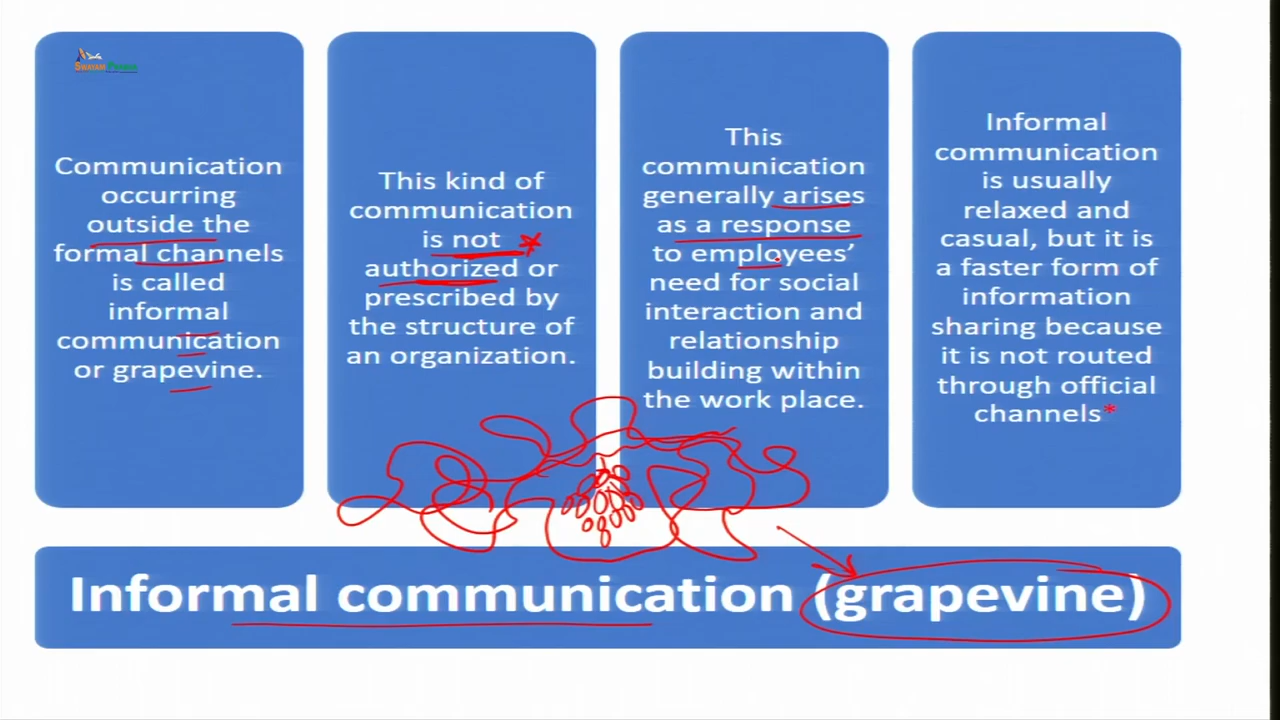 SWAYAM PRABHA
Communication
occurring
outside the
formal channels
is called
informal
communication
or grapevine.
This kind of
communication
is not *
authorized or
prescribed by
the structure of
an organization.
This
communication
generally arises
as a response
to employees’
need for social
interaction and
relationship
building within
the work place.
Informal
communication
is usually
relaxed and
casual, but it is
a faster form of
information
sharing because
it is not routed
through official
channels*
Informal communication (grapevine)